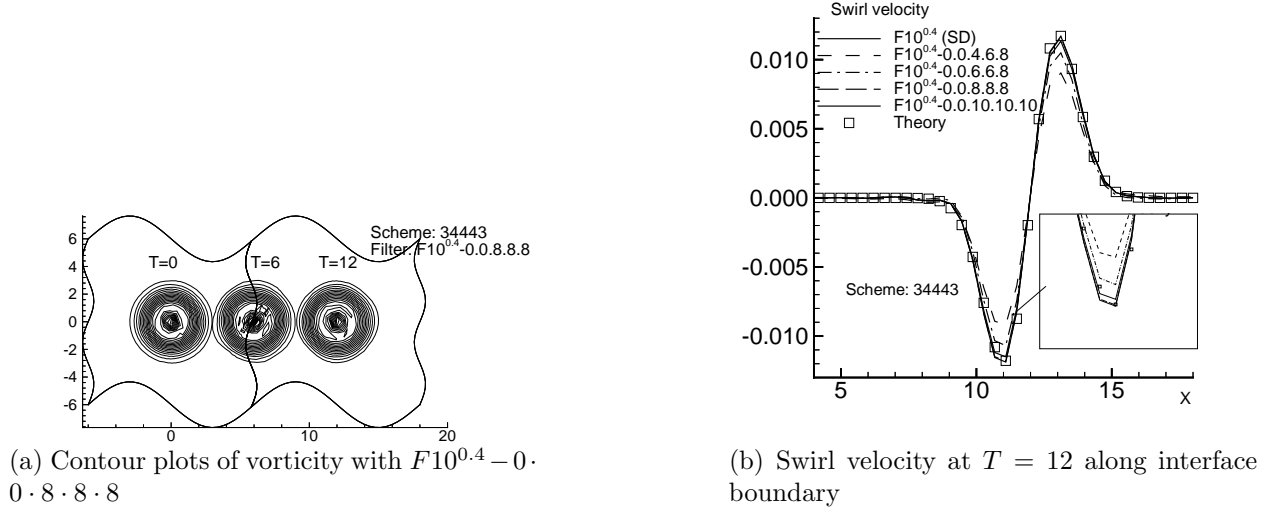 Scheme: 34443
Filter: F10^0.4-0.0.8.8.8
T=0 T=6 T=12
6
4
2
0
-2
-4
-6
0 10 20
(a) Contour plots of vorticity with F10^0.4 − 0 ·
0 · 8 · 8 · 8
Swirl velocity
F10^0.4 (SD)
F10^0.4-0.0.4.6.8
F10^0.4-0.0.6.6.8
F10^0.4-0.0.8.8.8
F10^0.4-0.0.10.10.10
Theory
0.010
0.005
0.000
-0.005
-0.010
Scheme: 34443
5 10 15
X
(b) Swirl velocity at T = 12 along interface
boundary